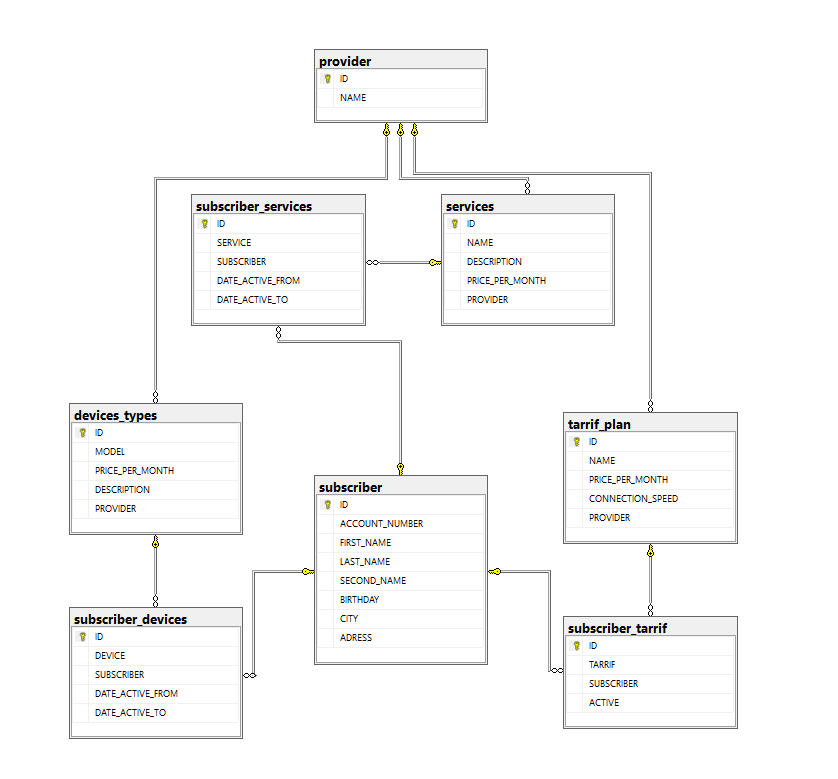 provider
ID
NAME
subscriber_services
ID
SERVICE
SUBSCRIBER
DATE_ACTIVE_FROM
DATE_ACTIVE_TO
services
ID
NAME
DESCRIPTION
PRICE_PER_MONTH
PROVIDER
devices_types
ID
MODEL
PRICE_PER_MONTH
DESCRIPTION
PROVIDER
tarrif_plan
ID
NAME
PRICE_PER_MONTH
CONNECTION_SPEED
PROVIDER
subscriber
ID
ACCOUNT_NUMBER
FIRST_NAME
LAST_NAME
SECOND_NAME
BIRTHDAY
CITY
ADRESS
subscriber_devices
ID
DEVICE
SUBSCRIBER
DATE_ACTIVE_FROM
DATE_ACTIVE_TO
subscriber_tarrif
ID
TARRIF
SUBSCRIBER
ACTIVE